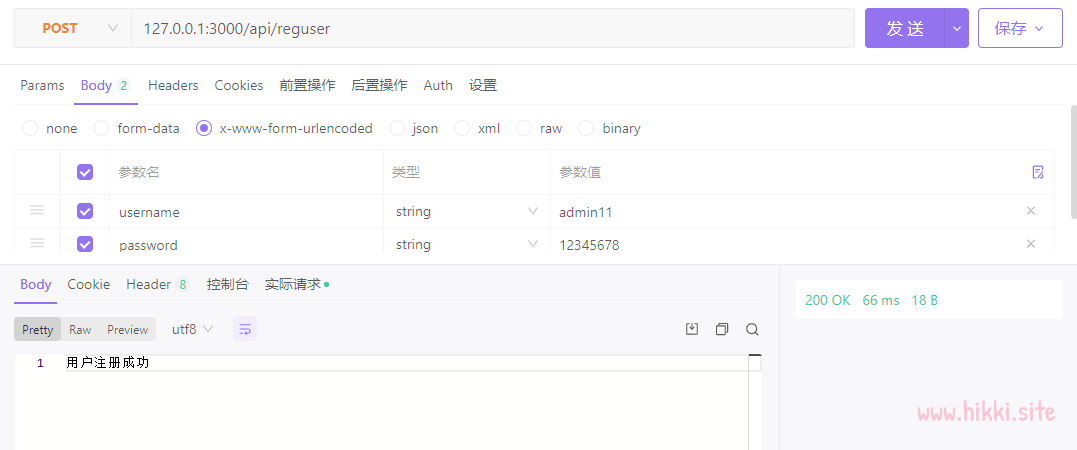 POST 127.0.0.1:3000/api/reguser 发送 保存
Params Body 2 Headers Cookies 前置操作 后置操作 Auth 设置
none form-data x-www-form-urlencoded json xml raw binary
参数名 类型 参数值
username string admin11
password string 12345678
Body Cookie Header 8 控制台 实际请求
200 OK 66 ms 18 B
Pretty Raw Preview utf8
1 用户注册成功
www.hikki.site